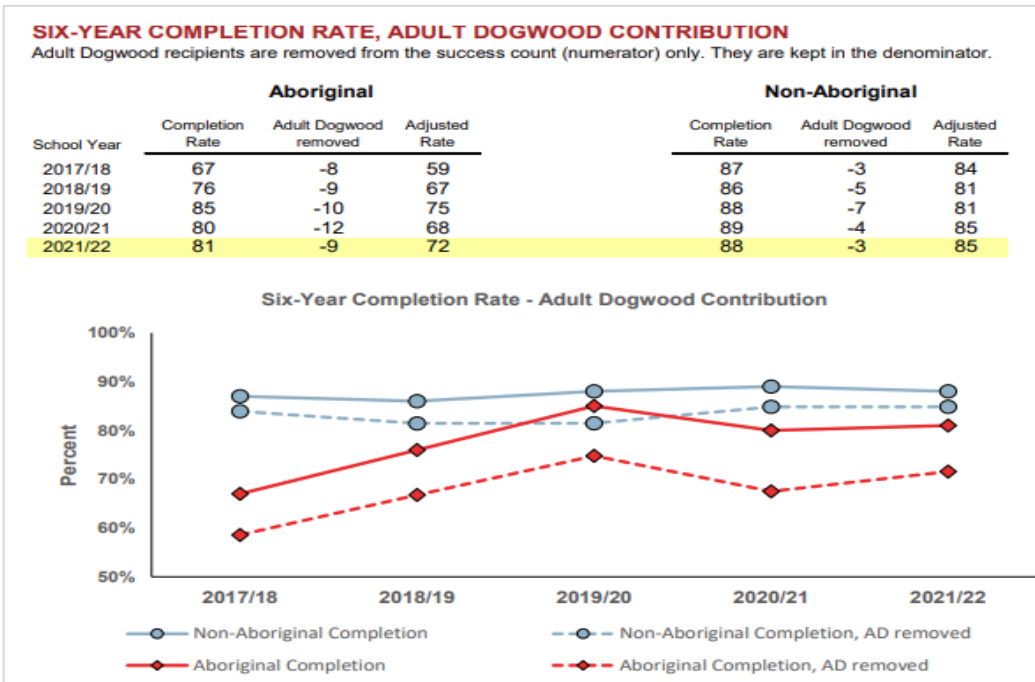 SIX-YEAR COMPLETION RATE, ADULT DOGWOOD CONTRIBUTION
Adult Dogwood recipients are removed from the success count (numerator) only. They are kept in the denominator.
Aboriginal Non-Aboriginal
School Year Completion Rate Adult Dogwood removed Adjusted Rate Completion Rate Adult Dogwood removed Adjusted Rate
2017/18 67 -8 59 87 -3 84
2018/19 76 -9 67 86 -5 81
2019/20 85 -10 75 88 -7 81
2020/21 80 -12 68 89 -4 85
2021/22 81 -9 72 88 -3 85
Six-Year Completion Rate - Adult Dogwood Contribution
100%
90%
80%
70%
60%
50%
Percent
2017/18 2018/19 2019/20 2020/21 2021/22
Non-Aboriginal Completion Non-Aboriginal Completion, AD removed
Aboriginal Completion Aboriginal Completion, AD removed